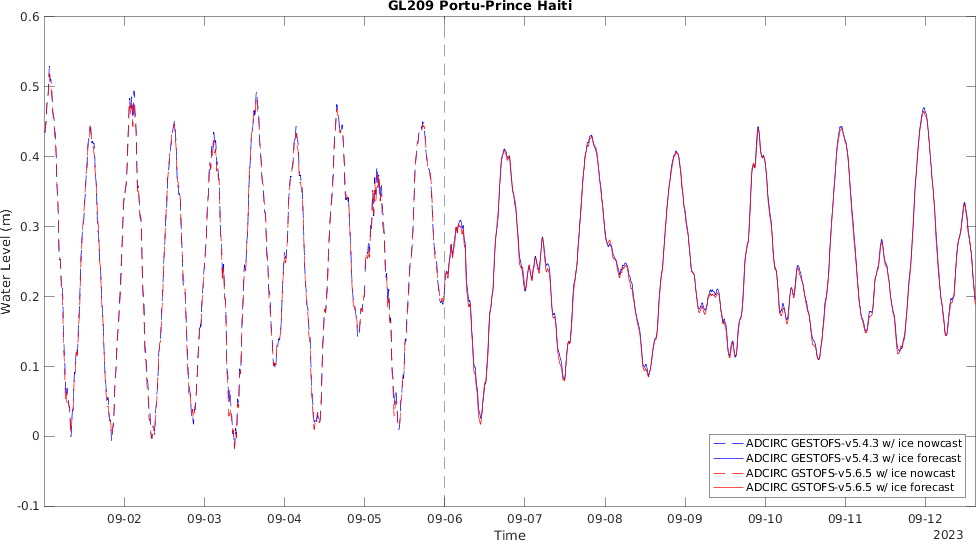 GL209 Portu-Prince Haiti
0.6
0.5
0.4
0.3
0.2
0.1
0
-0.1
Water Level (m)
ADCIRC GESTOFS-v5.4.3 w/ ice nowcast
ADCIRC GESTOFS-v5.4.3 w/ ice forecast
ADCIRC GSTOFS-v5.6.5 w/ ice nowcast
ADCIRC GSTOFS-v5.6.5 w/ ice forecast
09-02 09-03 09-04 09-05 09-06 09-07 09-08 09-09 09-10 09-11 09-12
Time
2023